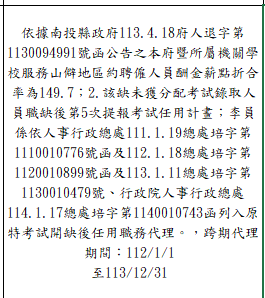 依據南投縣政府113.4.18府人退字第
1130094991號函公告之本府暨所屬機關學
校服務山僻地區約聘僱人員酬金薪點折合
率為149.7；2.該缺未獲分配考試錄取人
員職缺後第5次提報考試任用計畫；李員
係依人事行政總處111.1.19總處培字第
1110010776號函及112.1.18總處培字第
1120010899號函及113.1.11總處培字第
1130010479號、行政院人事行政總處
114.1.17總處培字第1140010743函列入原
特考試開缺後任用職務代理。，跨期代理
期間：112/1/1
至113/12/31